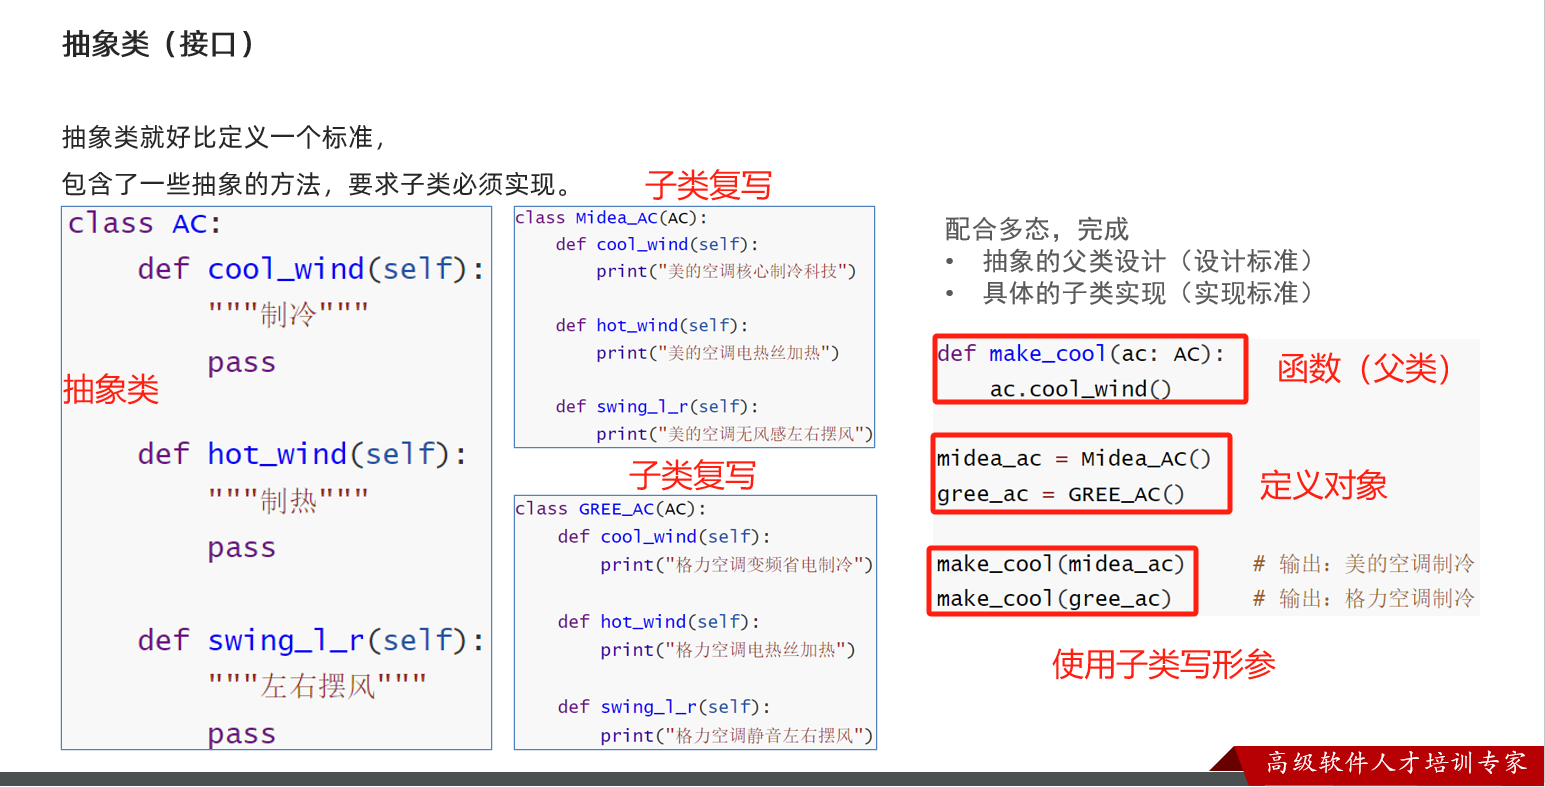 抽象类（接口）
抽象类就好比定义一个标准，
包含了一些抽象的方法，要求子类必须实现。
class AC:
    def cool_wind(self):
        """制冷"""
        pass
抽象类
    def hot_wind(self):
        """制热"""
        pass
    def swing_l_r(self):
        """左右摆风"""
        pass
子类复写
class Midea_AC(AC):
    def cool_wind(self):
        print("美的空调核心制冷科技")
    def hot_wind(self):
        print("美的空调电热丝加热")
    def swing_l_r(self):
        print("美的空调无风感左右摆风")
子类复写
class GREE_AC(AC):
    def cool_wind(self):
        print("格力空调变频省电制冷")
    def hot_wind(self):
        print("格力空调电热丝加热")
    def swing_l_r(self):
        print("格力空调静音左右摆风")
配合多态，完成
• 抽象的父类设计（设计标准）
• 具体的子类实现（实现标准）
def make_cool(ac: AC):
    ac.cool_wind()
函数（父类）
midea_ac = Midea_AC()
gree_ac = GREE_AC()
定义对象
make_cool(midea_ac) # 输出：美的空调制冷
make_cool(gree_ac) # 输出：格力空调制冷
使用子类写形参
高级软件人才培训专家